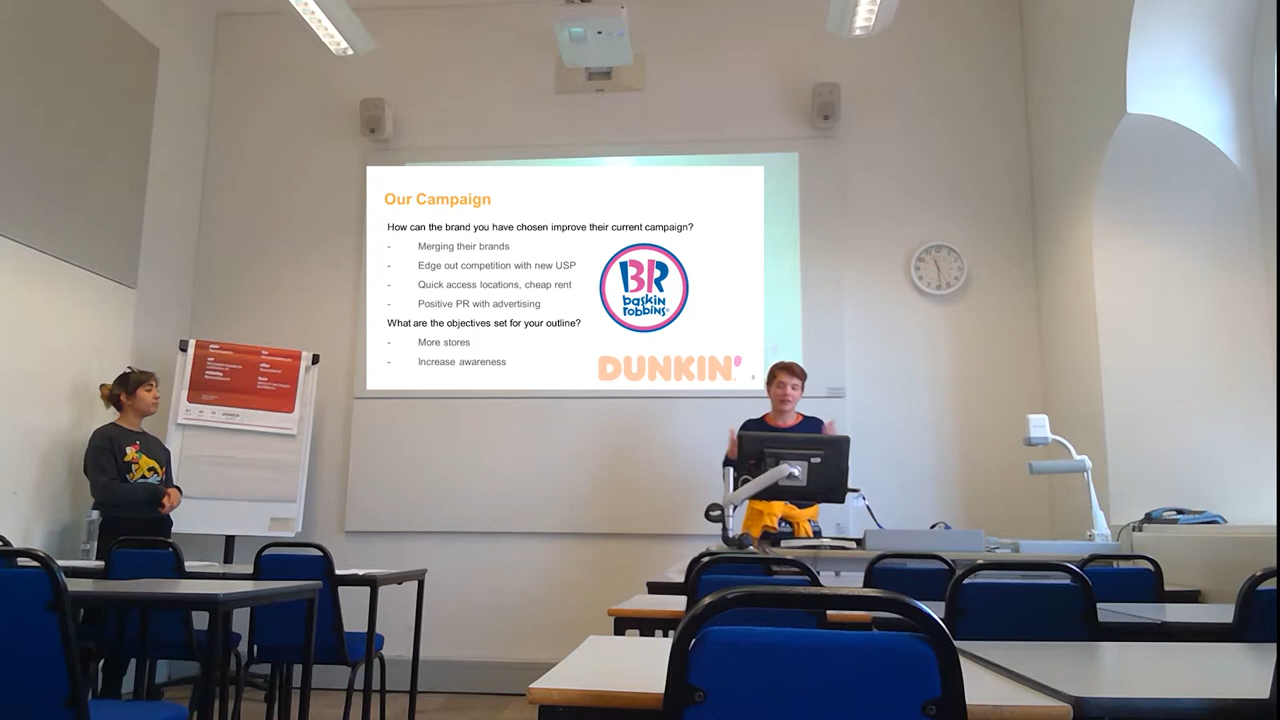 Our Campaign
How can the brand you have chosen improve their current campaign?
- Merging their brands
- Edge out competition with new USP
- Quick access locations, cheap rent
- Positive PR with advertising
What are the objectives set for your outline?
- More stores
- Increase awareness
BR
baskin
robbins
DUNKIN'
9